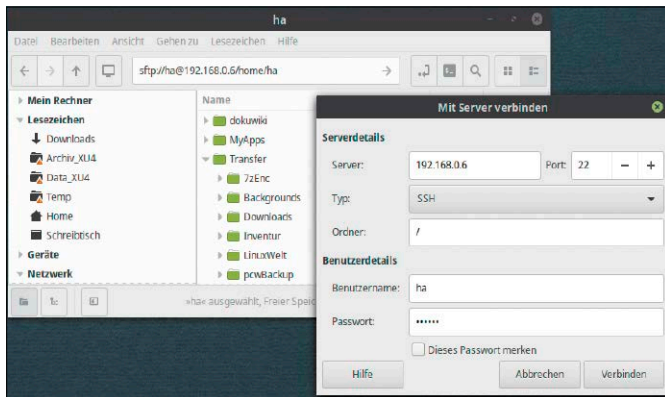 ha
Datei Bearbeiten Ansicht Gehen zu Lesezeichen Hilfe
sftp://ha@192.168.0.6/home/ha
Mein Rechner
Lesezeichen
Downloads
Archiv_XU4
Data_XU4
Temp
Home
Schreibtisch
Geräte
Netzwerk
Name
dokuwiki
MyApps
Transfer
7zEnc
Backgrounds
Downloads
Inventur
LinuxWelt
pcwBackup
»ha« ausgewählt, Freier Speic
Mit Server verbinden
Serverdetails
Server: 192.168.0.6 Port: 22 - +
Typ: SSH
Ordner: /
Benutzerdetails
Benutzername: ha
Passwort: ••••••
Dieses Passwort merken
Hilfe Abbrechen Verbinden